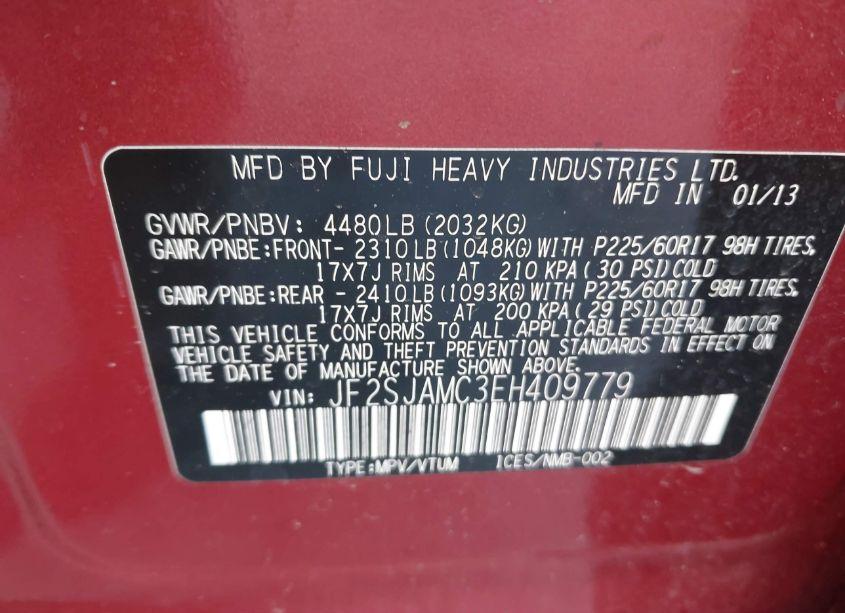 MFD BY FUJI HEAVY INDUSTRIES LTD.
MFD IN 01/13
GVWR/PNBV: 4480LB(2032KG)
GAWR/PNBE:FRONT- 2310LB(1048KG)WITH P225/60R17 98H TIRES,
17X7J RIMS AT 210 KPA(30 PSI)COLD
GAWR/PNBE:REAR - 2410LB(1093KG)WITH P225/60R17 98H TIRES,
17X7J RIMS AT 200 KPA(29 PSI)COLD
THIS VEHICLE CONFORMS TO ALL APPLICABLE FEDERAL MOTOR
VEHICLE SAFETY AND THEFT PREVENTION STANDARDS IN EFFECT ON
THE DATE OF MANUFACTURE SHOWN ABOVE.
VIN: JF2SJAMC3EH409779
TYPE:MPV/VTUM ICES/NMB-002